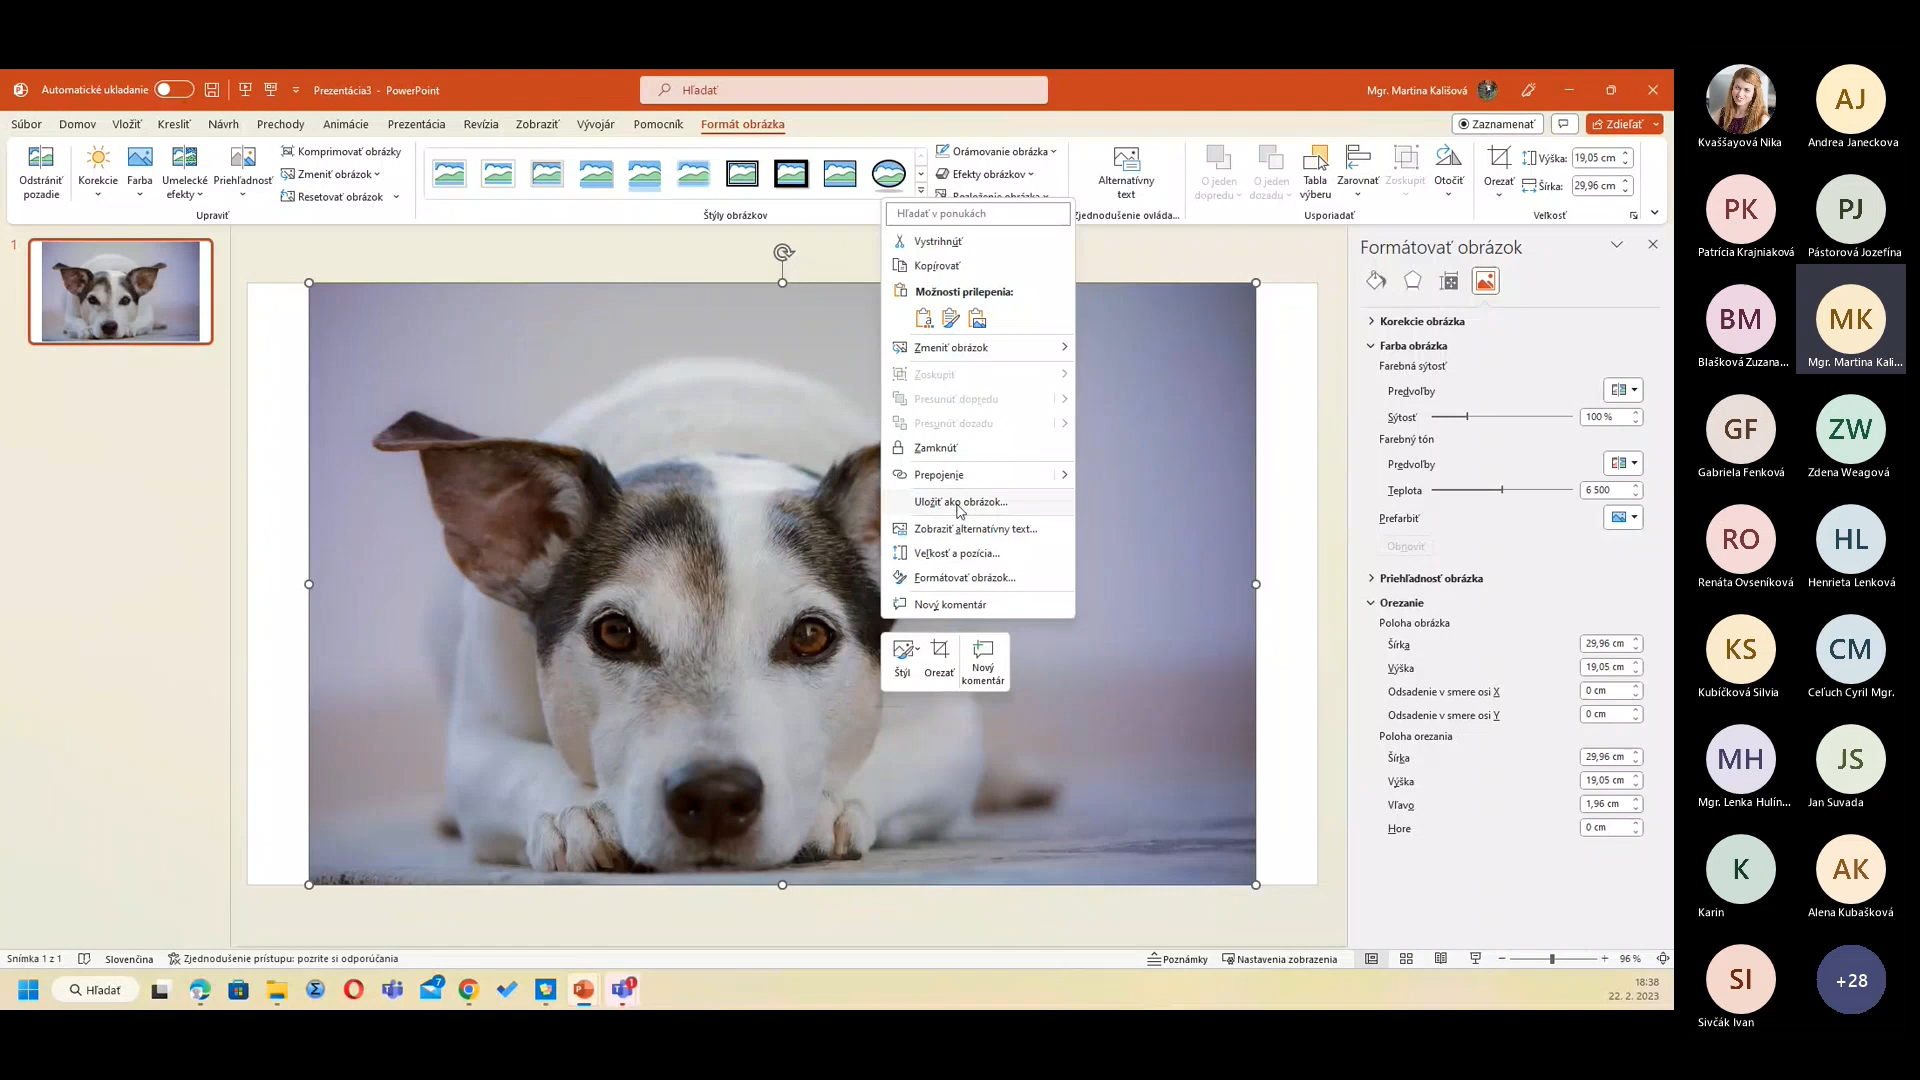 Automatické ukladanie
Prezentácia3 - PowerPoint
Hľadať
Mgr. Martina Kališová
Súbor Domov Vložiť Kresliť Návrh Prechody Animácie Prezentácia Revízia Zobraziť Vývojár Pomocník Formát obrázka
Zaznamenať
Zdieľať
Odstrániť pozadie
Korekcie
Farba
Umelecké efekty
Priehľadnosť
Komprimovať obrázky
Zmeniť obrázok
Resetovať obrázok
Upraviť
Štýly obrázkov
Orámovanie obrázka
Efekty obrázkov
Rozloženie obrázka
Alternatívny text
Zjednodušenie ovláda...
O jeden dopredu
O jeden dozadu
Tabla výberu
Zarovnať
Zoskupiť
Otočiť
Usporiadať
Orezať
Výška: 19,05 cm
Šírka: 29,96 cm
Veľkosť
1
Hľadať v ponukách
Vystrihnúť
Kopírovať
Možnosti prilepenia:
Zmeniť obrázok
Zoskupiť
Presunúť dopredu
Presunúť dozadu
Zamknúť
Prepojenie
Uložiť ako obrázok...
Zobraziť alternatívny text...
Veľkosť a pozícia...
Formátovať obrázok...
Nový komentár
Štýl
Orezať
Nový komentár
Formátovať obrázok
Korekcie obrázka
Farba obrázka
Farebná sýtosť
Predvoľby
Sýtosť 100 %
Farebný tón
Predvoľby
Teplota 6 500
Prefarbiť
Obnoviť
Priehľadnosť obrázka
Orezanie
Poloha obrázka
Šírka 29,96 cm
Výška 19,05 cm
Odsadenie v smere osi X 0 cm
Odsadenie v smere osi Y 0 cm
Poloha orezania
Šírka 29,96 cm
Výška 19,05 cm
Vľavo 1,96 cm
Hore 0 cm
Snímka 1 z 1
Slovenčina
Zjednodušenie prístupu: pozrite si odporúčania
Poznámky
Nastavenia zobrazenia
96 %
Hľadať
7
1
18:38
22. 2. 2023
Kvaššayová Nika
AJ
Andrea Janeckova
PK
Patrícia Krajniaková
PJ
Pástorová Jozefína
BM
Blašková Zuzana...
MK
Mgr. Martina Kali...
GF
Gabriela Fenková
ZW
Zdena Weagová
RO
Renáta Ovseníková
HL
Henrieta Lenková
KS
Kubíčková Silvia
CM
Ceľuch Cyril Mgr.
MH
Mgr. Lenka Hulín...
JS
Jan Suvada
K
Karin
AK
Alena Kubašková
SI
Sivčák Ivan
+28